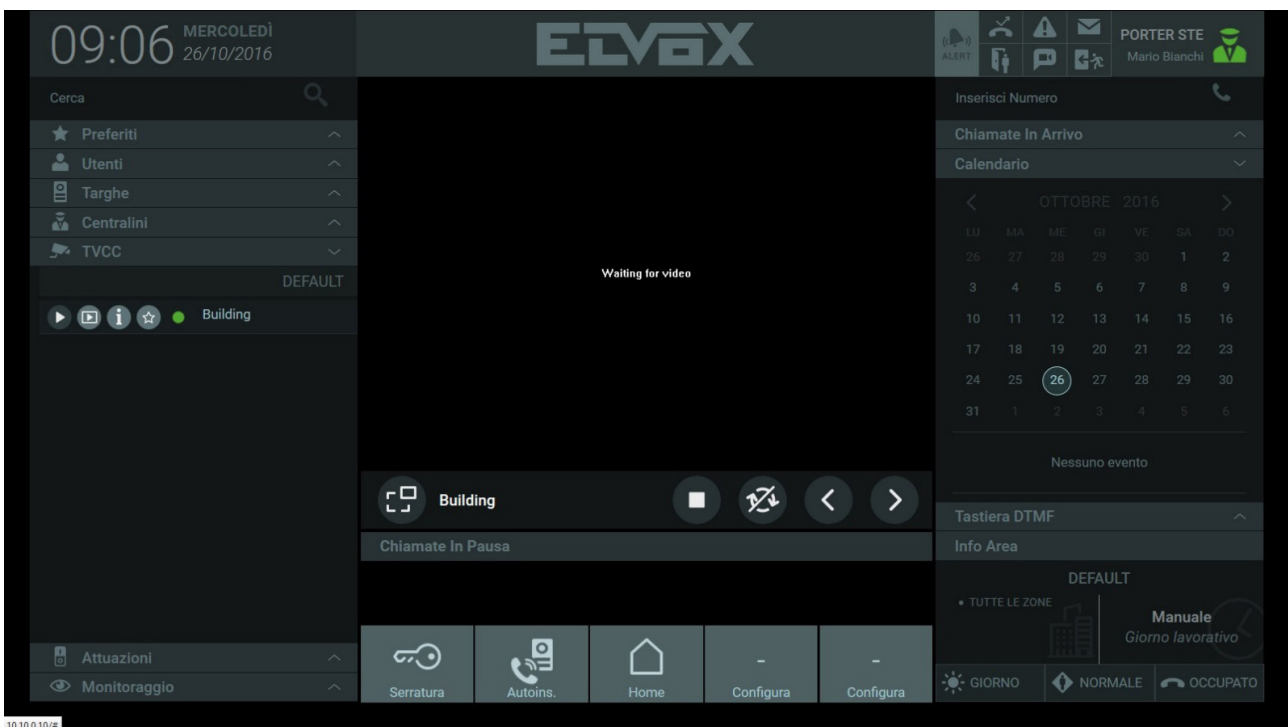 09:06 MERCOLEDÌ
26/10/2016
ELVOX
ALERT
PORTER STE
Mario Bianchi
Cerca
Preferiti
Utenti
Targhe
Centralini
TVCC
DEFAULT
Building
Attuazioni
Monitoraggio
Waiting for video
Building
Chiamate In Pausa
Serratura
Autoins.
Home
-
Configura
-
Configura
Inserisci Numero
Chiamate In Arrivo
Calendario
OTTOBRE 2016
LU MA ME GI VE SA DO
26 27 28 29 30 1 2
3 4 5 6 7 8 9
10 11 12 13 14 15 16
17 18 19 20 21 22 23
24 25 26 27 28 29 30
31 1 2 3 4 5 6
Nessuno evento
Tastiera DTMF
Info Area
DEFAULT
• TUTTE LE ZONE
Manuale
Giorno lavorativo
GIORNO
NORMALE
OCCUPATO
10.10.0.10/#